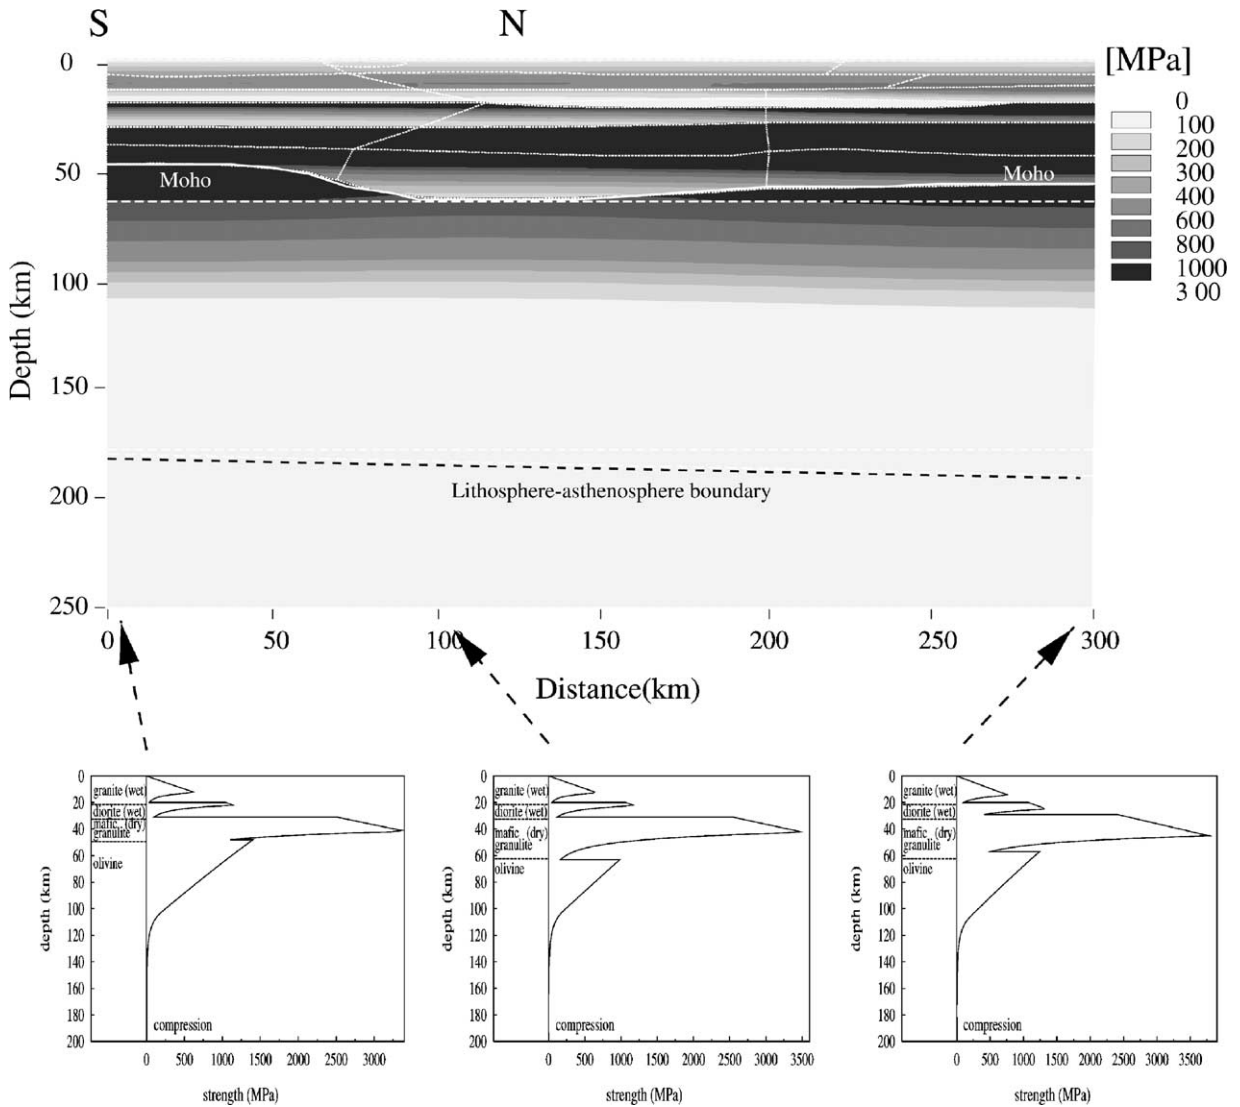 S N
[MPa]
0
100
200
300
400
600
800
1000
3 00
0
50
100
150
200
250
Depth (km)
Moho
Moho
Lithosphere-asthenosphere boundary
0 50 100 150 200 250 300
Distance(km)
0
20
40
60
80
100
120
140
160
180
200
depth (km)
granite (wet)
diorite (wet)
mafic (dry)
granulite
olivine
compression
0 500 1000 1500 2000 2500 3000
strength (MPa)
0
20
40
60
80
100
120
140
160
180
200
depth (km)
granite (wet)
diorite (wet)
mafic (dry)
granulite
olivine
compression
0 500 1000 1500 2000 2500 3000 3500
strength (MPa)
0
20
40
60
80
100
120
140
160
180
200
depth (km)
granite (wet)
diorite (wet)
mafic (dry)
granulite
olivine
compression
0 500 1000 1500 2000 2500 3000 3500
strength (MPa)